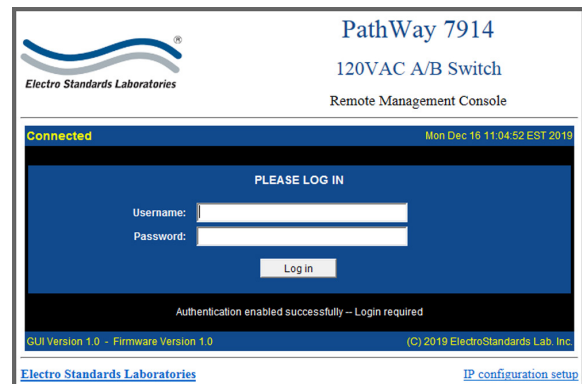 ®
Electro Standards Laboratories
PathWay 7914
120VAC A/B Switch
Remote Management Console
Connected
Mon Dec 16 11:04:52 EST 2019
PLEASE LOG IN
Username:
Password:
Log in
Authentication enabled successfully -- Login required
GUI Version 1.0 - Firmware Version 1.0
(C) 2019 ElectroStandards Lab. Inc.
Electro Standards Laboratories
IP configuration setup